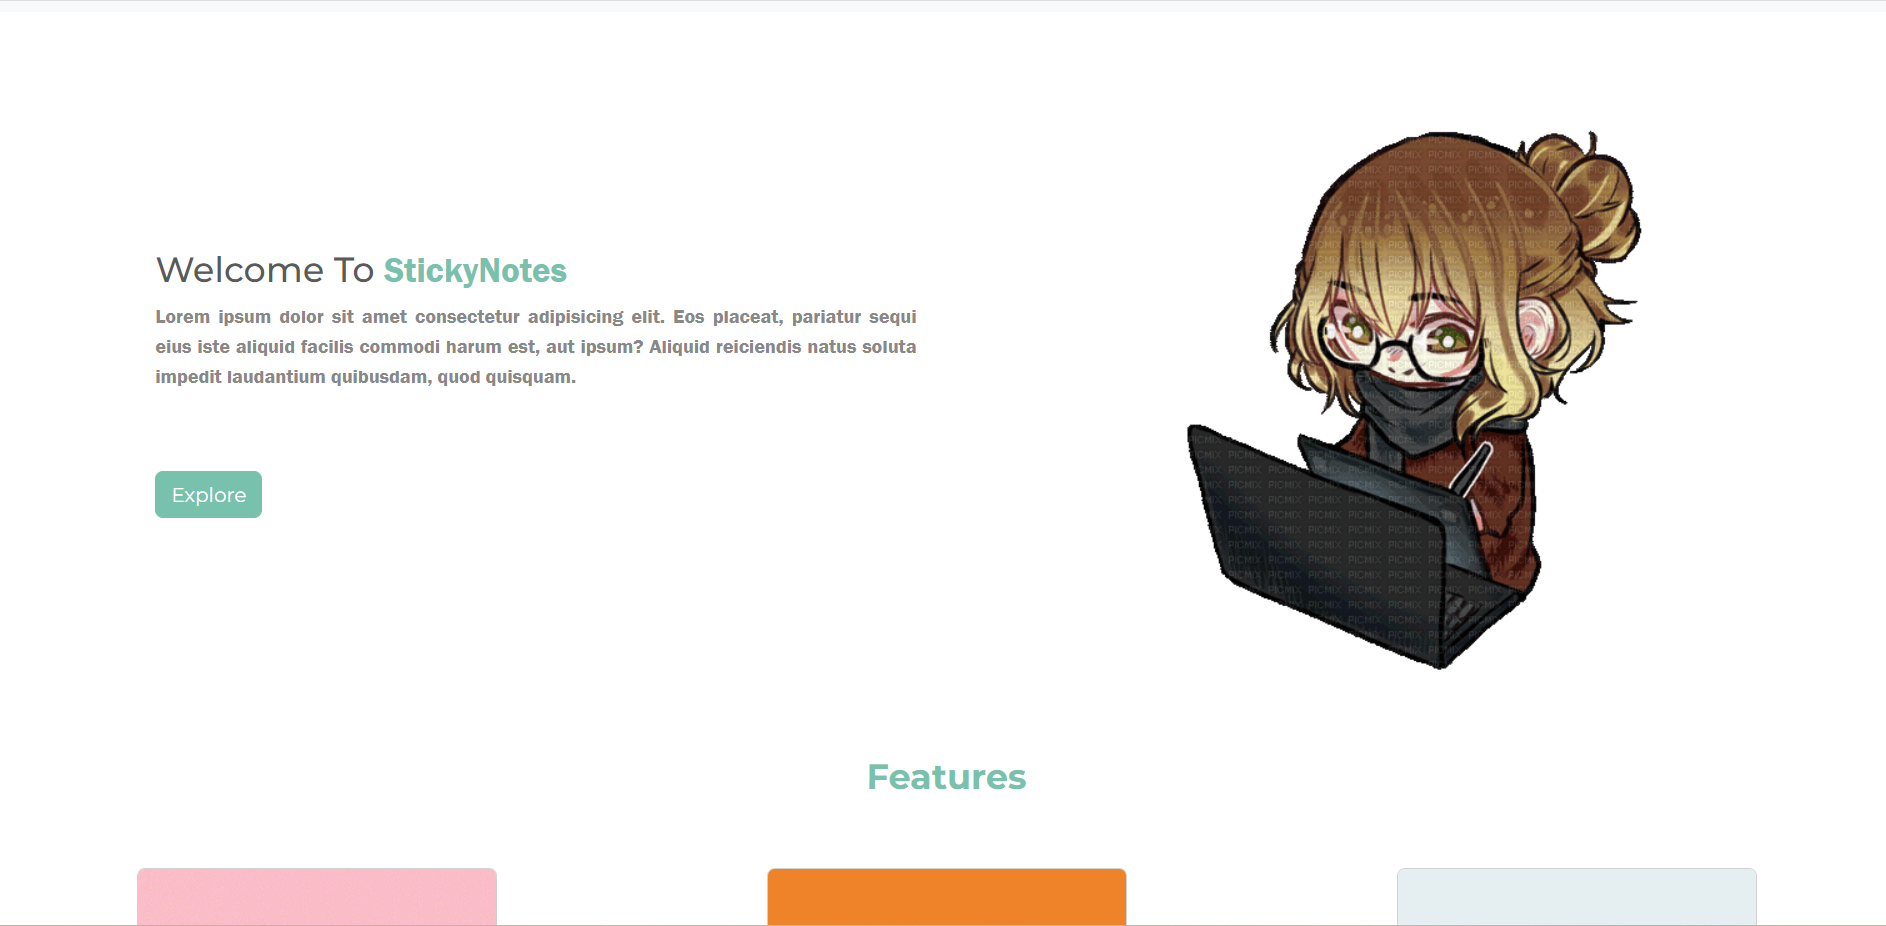 Welcome To StickyNotes
Lorem ipsum dolor sit amet consectetur adipisicing elit. Eos placeat, pariatur sequi
eius iste aliquid facilis commodi harum est, aut ipsum? Aliquid reiciendis natus soluta
impedit laudantium quibusdam, quod quisquam.
Explore
PICMIX
Features